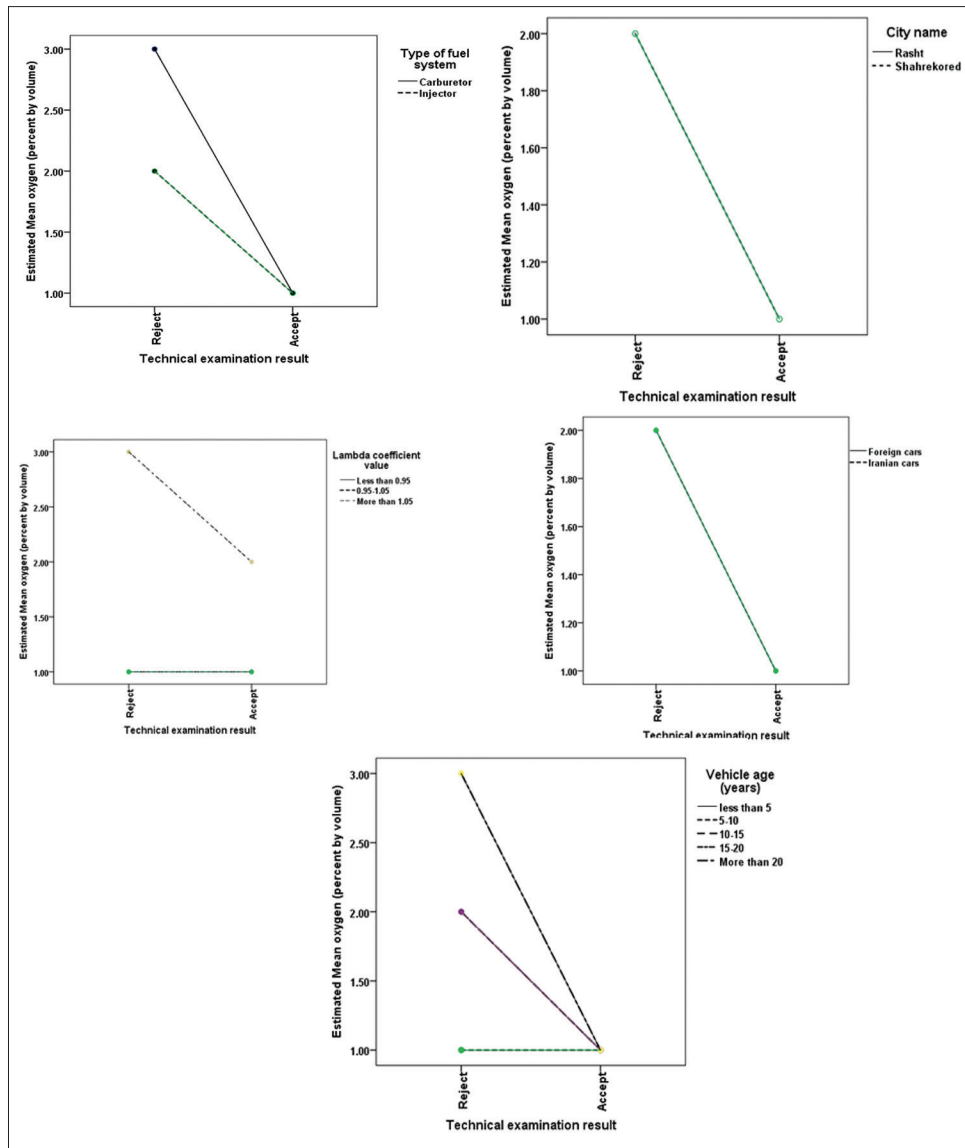 Type of fuel
system
Carburetor
Injector
Estimated Mean oxygen (percent by volume)
3.00
2.50
2.00
1.50
1.00
Reject
Accept
Technical examination result
City name
Rasht
Shahrekored
Estimated Mean oxygen (percent by volume)
2.00
1.80
1.60
1.40
1.20
1.00
Reject
Accept
Technical examination result
Lambda coefficient
value
Less than 0.95
0.95-1.05
More than 1.05
Estimated Mean oxygen (percent by volume)
3.00
2.50
2.00
1.50
1.00
Reject
Accept
Technical examination result
Foreign cars
Iranian cars
Estimated Mean oxygen (percent by volume)
2.00
1.80
1.60
1.40
1.20
1.00
Reject
Accept
Technical examination result
Vehicle age
(years)
less than 5
5-10
10-15
15-20
More than 20
Estimated Mean oxygen (percent by volume)
3.00
2.50
2.00
1.50
1.00
Reject
Accept
Technical examination result